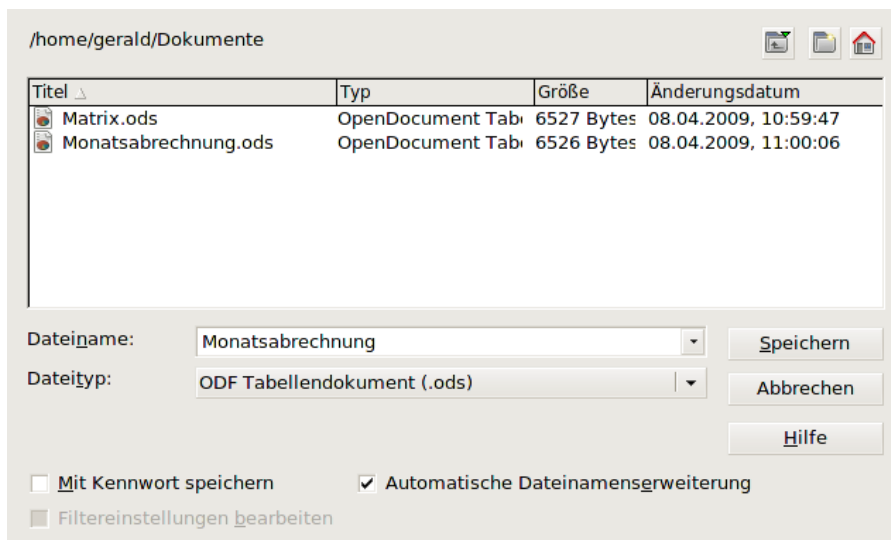 /home/gerald/Dokumente
Titel Typ Größe Änderungsdatum
Matrix.ods OpenDocument Tab 6527 Bytes 08.04.2009, 10:59:47
Monatsabrechnung.ods OpenDocument Tab 6526 Bytes 08.04.2009, 11:00:06
Dateiname: Monatsabrechnung Speichern
Dateityp: ODF Tabellendokument (.ods) Abbrechen
Hilfe
Mit Kennwort speichern Automatische Dateinamenserweiterung
Filtereinstellungen bearbeiten